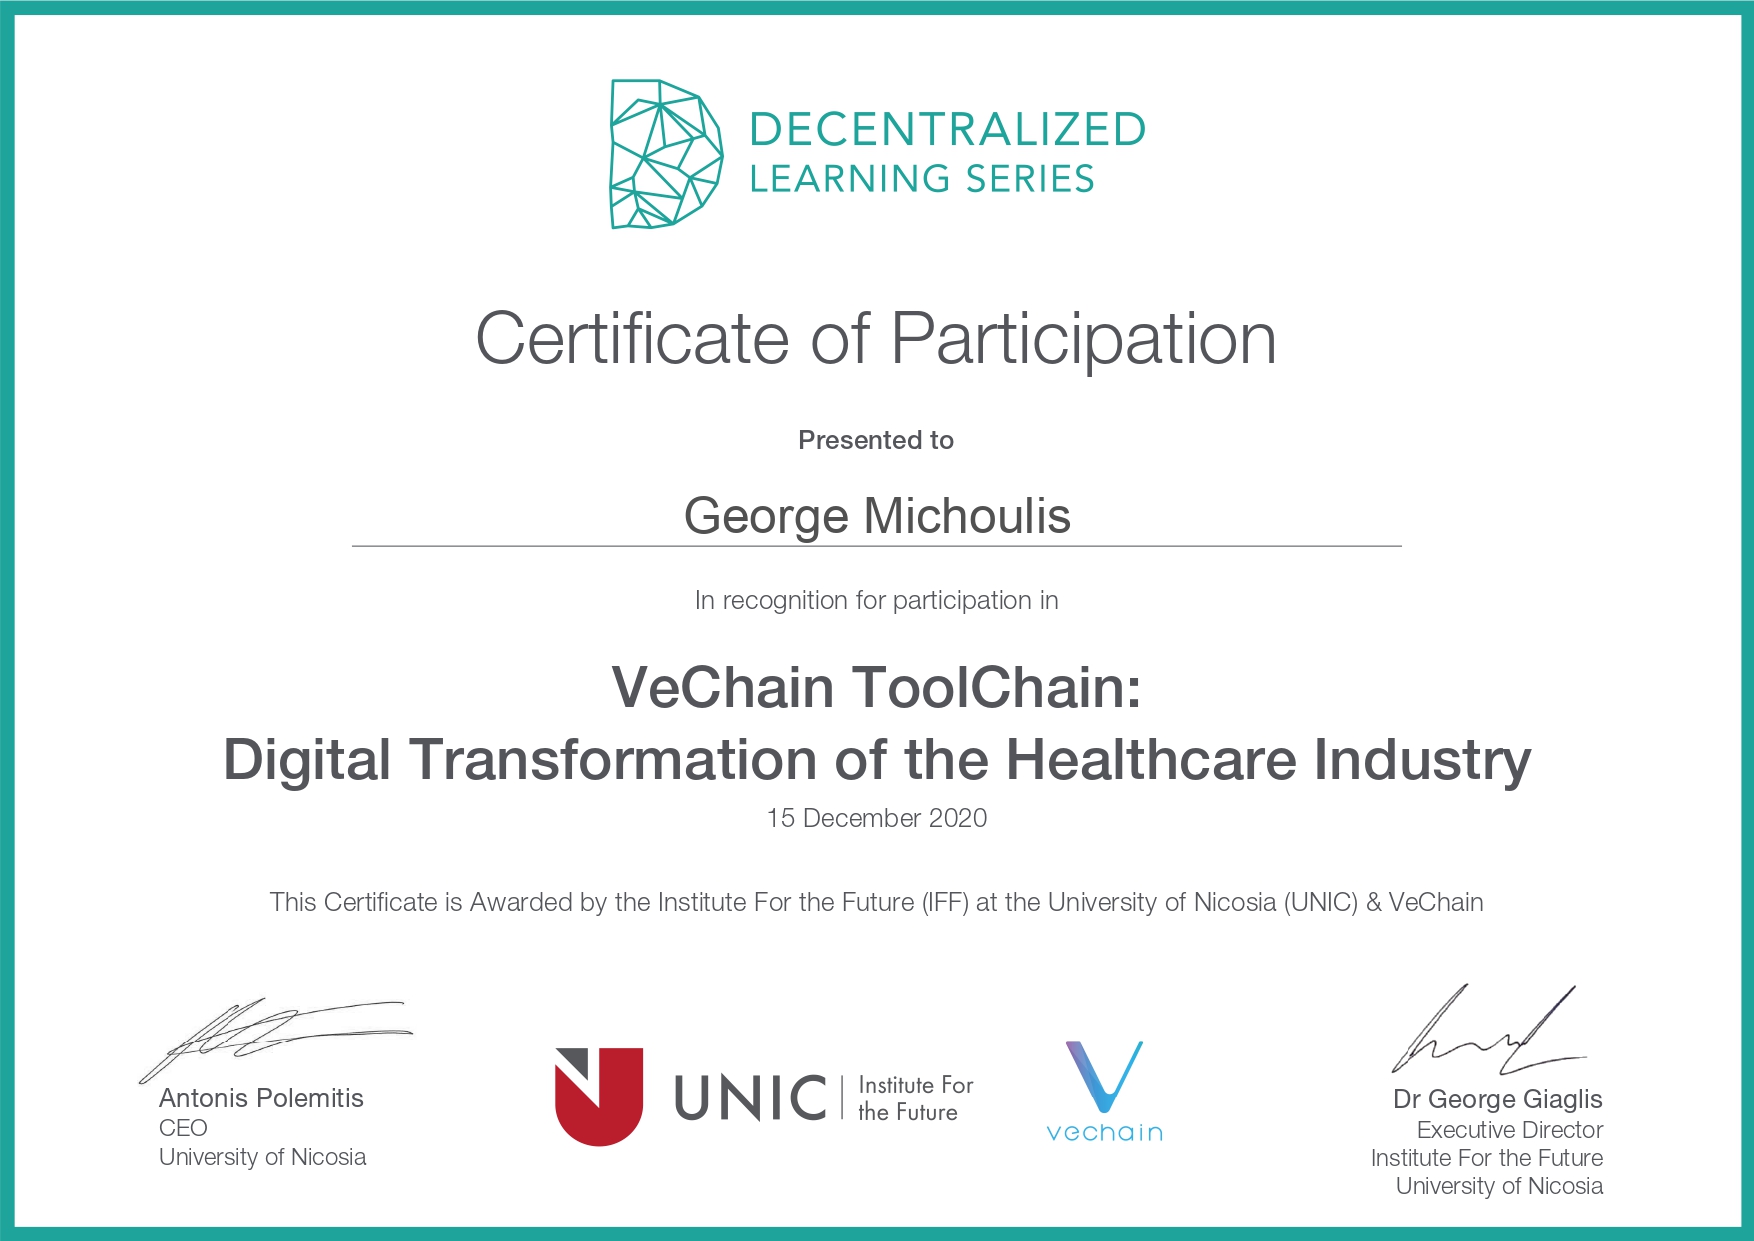 DECENTRALIZED
LEARNING SERIES
Certificate of Participation
Presented to
George Michoulis
In recognition for participation in
VeChain ToolChain:
Digital Transformation of the Healthcare Industry
15 December 2020
This Certificate is Awarded by the Institute For the Future (IFF) at the University of Nicosia (UNIC) & VeChain
Antonis Polemitis
CEO
University of Nicosia
UNIC
Institute For
the Future
vechain
Dr George Giaglis
Executive Director
Institute For the Future
University of Nicosia